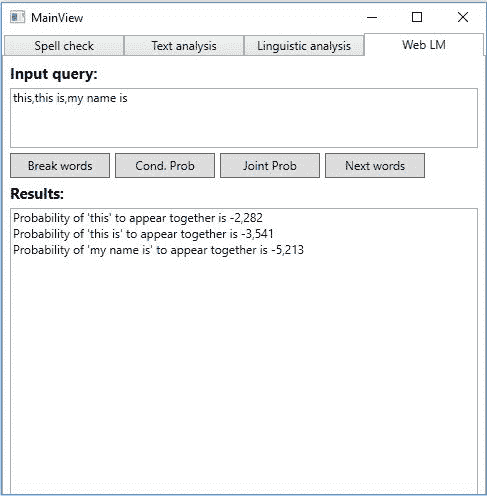 MainView
Spell check Text analysis Linguistic analysis Web LM
Input query:
this,this is,my name is
Break words Cond. Prob Joint Prob Next words
Results:
Probability of 'this' to appear together is -2,282
Probability of 'this is' to appear together is -3,541
Probability of 'my name is' to appear together is -5,213